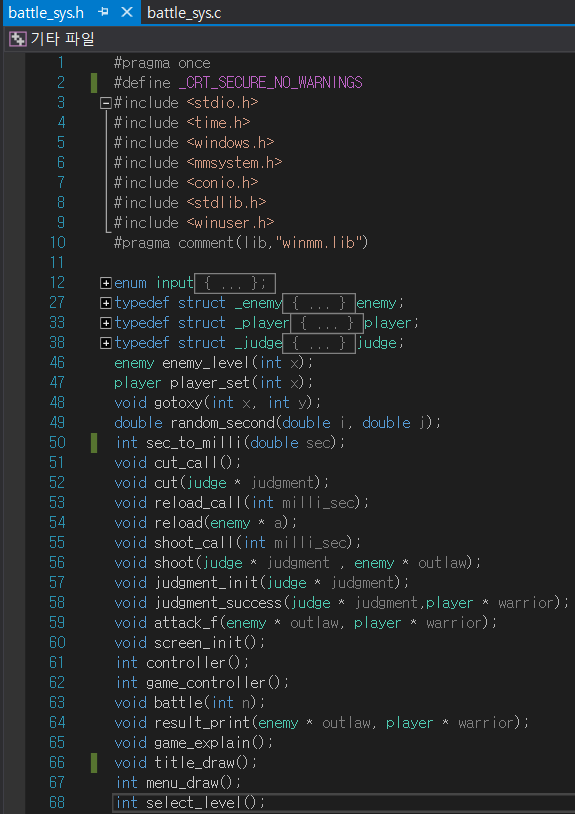 battle_sys.h battle_sys.c
기타 파일
1 #pragma once
2 #define _CRT_SECURE_NO_WARNINGS
3 #include <stdio.h>
4 #include <time.h>
5 #include <windows.h>
6 #include <mmsystem.h>
7 #include <conio.h>
8 #include <stdlib.h>
9 #include <winuser.h>
10 #pragma comment(lib,"winmm.lib")
11
12 enum input{ ... };
27 typedef struct _enemy{ ... }enemy;
33 typedef struct _player{ ... }player;
38 typedef struct _judge{ ... }judge;
46 enemy enemy_level(int x);
47 player player_set(int x);
48 void gotoxy(int x, int y);
49 double random_second(double i, double j);
50 int sec_to_milli(double sec);
51 void cut_call();
52 void cut(judge * judgment);
53 void reload_call(int milli_sec);
54 void reload(enemy * a);
55 void shoot_call(int milli_sec);
56 void shoot(judge * judgment , enemy * outlaw);
57 void judgment_init(judge * judgment);
58 void judgment_success(judge * judgment,player * warrior);
59 void attack_f(enemy * outlaw, player * warrior);
60 void screen_init();
61 int controller();
62 int game_controller();
63 void battle(int n);
64 void result_print(enemy * outlaw, player * warrior);
65 void game_explain();
66 void title_draw();
67 int menu_draw();
68 int select_level();